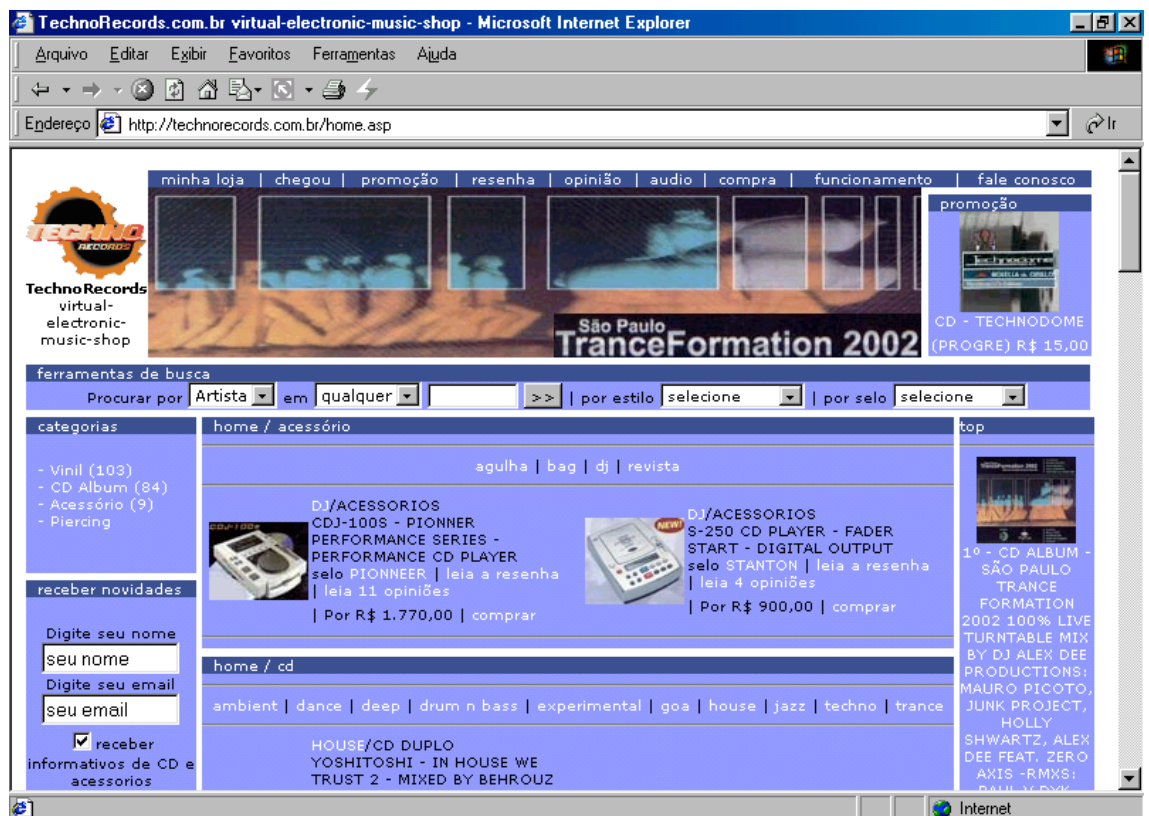 TechnoRecords.com.br virtual-electronic-music-shop - Microsoft Internet Explorer
Arquivo Editar Exibir Favoritos Ferramentas Ajuda
Endereço http://technorecords.com.br/home.asp Ir
minha loja | chegou | promoção | resenha | opinião | audio | compra | funcionamento | fale conosco
TECHNO
RECORDS
TechnoRecords
virtual-
electronic-
music-shop
São Paulo
TranceFormation 2002
promoção
Technodome
CD - TECHNODOME
(PROGRE) R$ 15,00
ferramentas de busca
Procurar por Artista em qualquer >> | por estilo selecione | por selo selecione
categorias
- Vinil (103)
- CD Album (84)
- Acessório (9)
- Piercing
receber novidades
Digite seu nome
seu nome
Digite seu email
seu email
receber
informativos de CD e
acessorios
home / acessório
agulha | bag | dj | revista
CDJ-100S
DJ/ACESSORIOS
CDJ-100S - PIONNER
PERFORMANCE SERIES -
PERFORMANCE CD PLAYER
selo PIONNEER | leia a resenha
| leia 11 opiniões
| Por R$ 1.770,00 | comprar
NEW!
DJ/ACESSORIOS
S-250 CD PLAYER - FADER
START - DIGITAL OUTPUT
selo STANTON | leia a resenha
| leia 4 opiniões
| Por R$ 900,00 | comprar
home / cd
ambient | dance | deep | drum n bass | experimental | goa | house | jazz | techno | trance
HOUSE/CD DUPLO
YOSHITOSHI - IN HOUSE WE
TRUST 2 - MIXED BY BEHROUZ
top
TranceFormation 2002
1º - CD ALBUM -
SÃO PAULO
TRANCE
FORMATION
2002 100% LIVE
TURNTABLE MIX
BY DJ ALEX DEE
PRODUCTIONS:
MAURO PICOTO,
JUNK PROJECT,
HOLLY
SHWARTZ, ALEX
DEE FEAT. ZERO
AXIS -RMXS:
PAUL V DYK
Internet